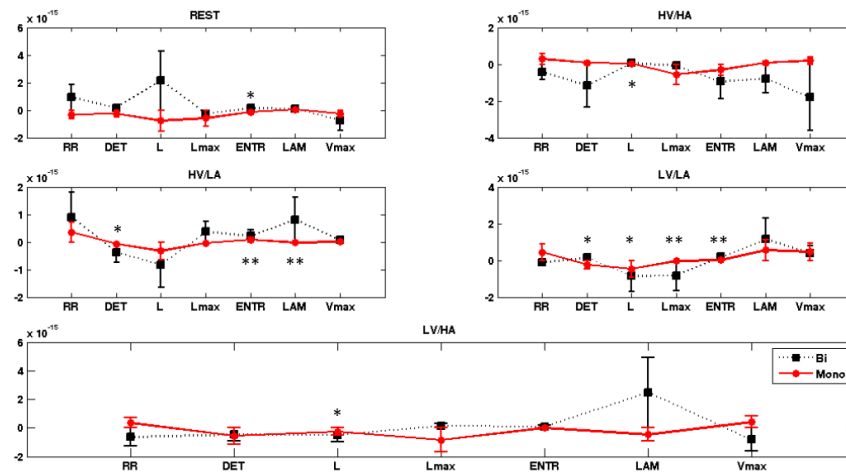 REST
x 10^-15
6
4
2
0
-2
RR DET L Lmax ENTR LAM Vmax
*
HV/HA
x 10^-15
2
0
-2
-4
RR DET L Lmax ENTR LAM Vmax
*
HV/LA
x 10^-15
2
1
0
-1
-2
RR DET L Lmax ENTR LAM Vmax
*
** **
LV/LA
x 10^-15
4
2
0
-2
RR DET L Lmax ENTR LAM Vmax
* * ** **
LV/HA
x 10^-15
6
4
2
0
-2
RR DET L Lmax ENTR LAM Vmax
*
Bi
Mono